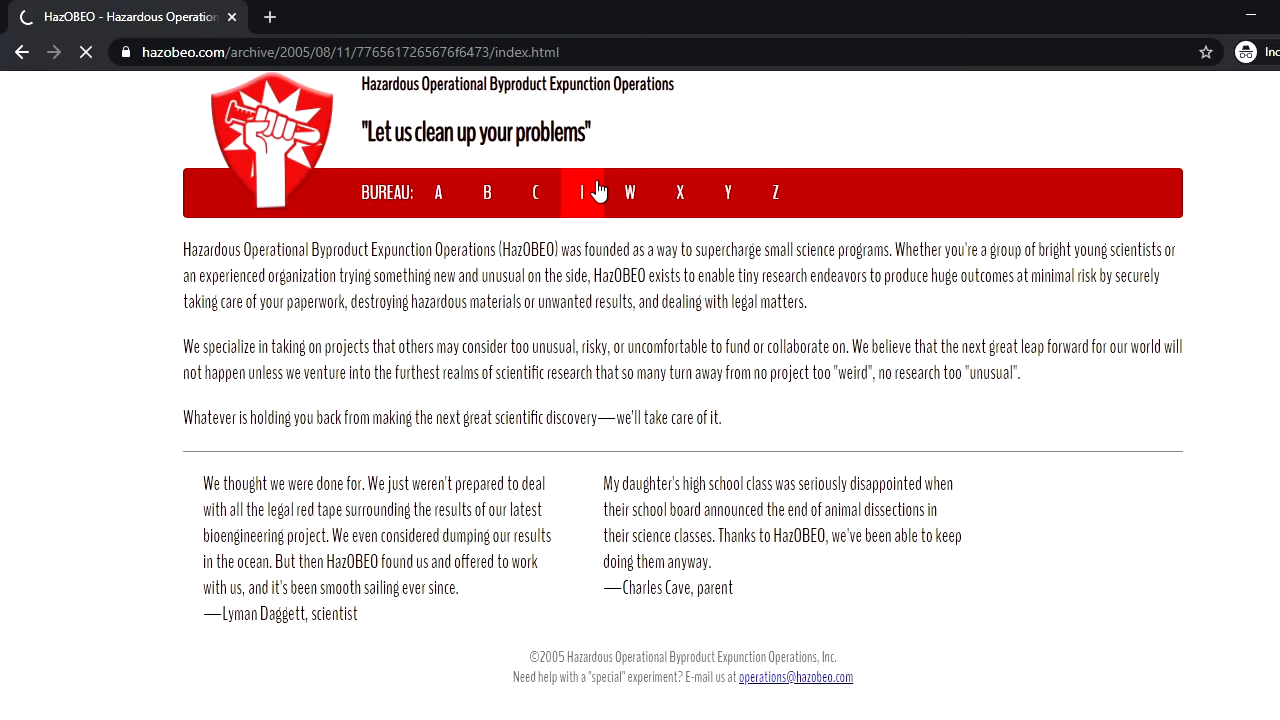 HazOBEO - Hazardous Operation
hazobeo.com/archive/2005/08/11/7765617265676f6473/index.html
Inc
Hazardous Operational Byproduct Expunction Operations
"Let us clean up your problems"
BUREAU: A B C I W X Y Z
Hazardous Operational Byproduct Expunction Operations (HazOBEO) was founded as a way to supercharge small science programs. Whether you're a group of bright young scientists or
an experienced organization trying something new and unusual on the side, HazOBEO exists to enable tiny research endeavors to produce huge outcomes at minimal risk by securely
taking care of your paperwork, destroying hazardous materials or unwanted results, and dealing with legal matters.
We specialize in taking on projects that others may consider too unusual, risky, or uncomfortable to fund or collaborate on. We believe that the next great leap forward for our world will
not happen unless we venture into the furthest realms of scientific research that so many turn away from no project too "weird", no research too "unusual".
Whatever is holding you back from making the next great scientific discovery—we'll take care of it.
We thought we were done for. We just weren't prepared to deal
with all the legal red tape surrounding the results of our latest
bioengineering project. We even considered dumping our results
in the ocean. But then HazOBEO found us and offered to work
with us, and it's been smooth sailing ever since.
—Lyman Daggett, scientist
My daughter's high school class was seriously disappointed when
their school board announced the end of animal dissections in
their science classes. Thanks to HazOBEO, we've been able to keep
doing them anyway.
—Charles Cave, parent
©2005 Hazardous Operational Byproduct Expunction Operations, Inc.
Need help with a "special" experiment? E-mail us at operations@hazobeo.com